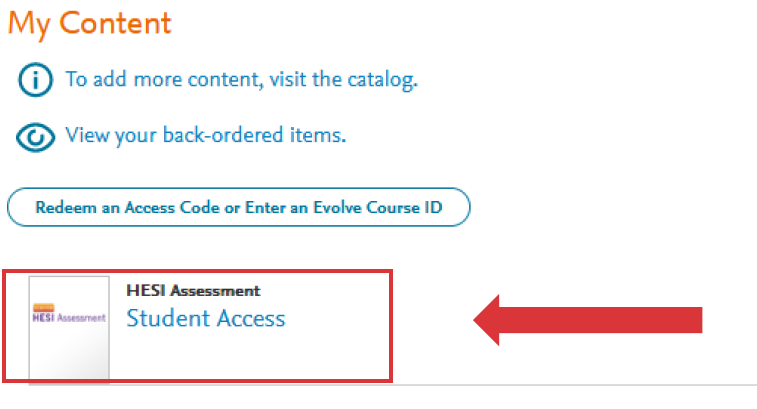 My Content
To add more content, visit the catalog.
View your back-ordered items.
Redeem an Access Code or Enter an Evolve Course ID
HESI Assessment
HESI Assessment
Student Access